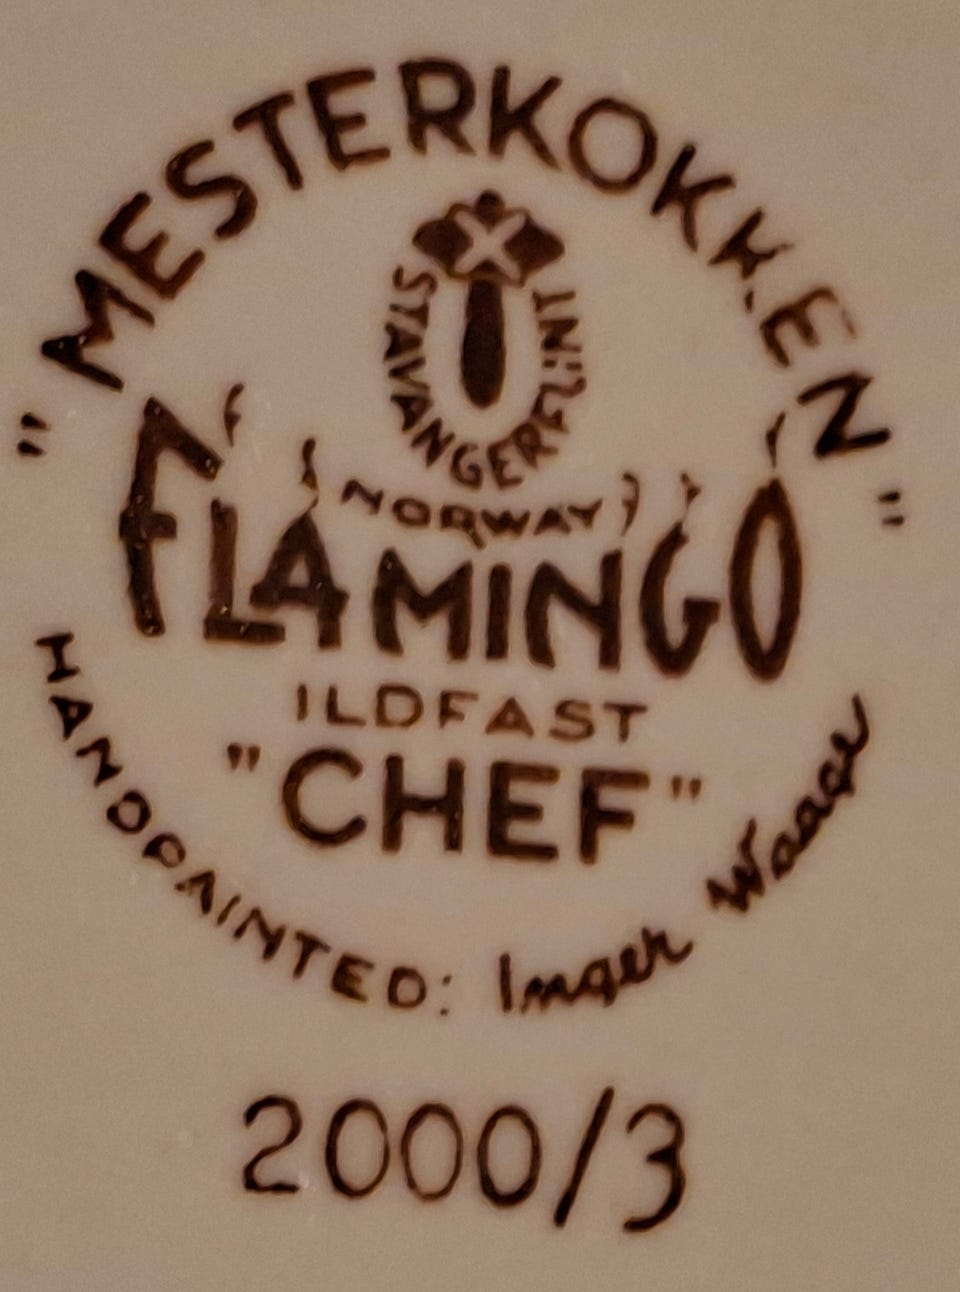 "MESTERKOKKEN"
STAVANGERFLINT
NORWAY
FLAMINGO
ILDFAST
"CHEF"
HANDPAINTED: Inger Waage
2000/3